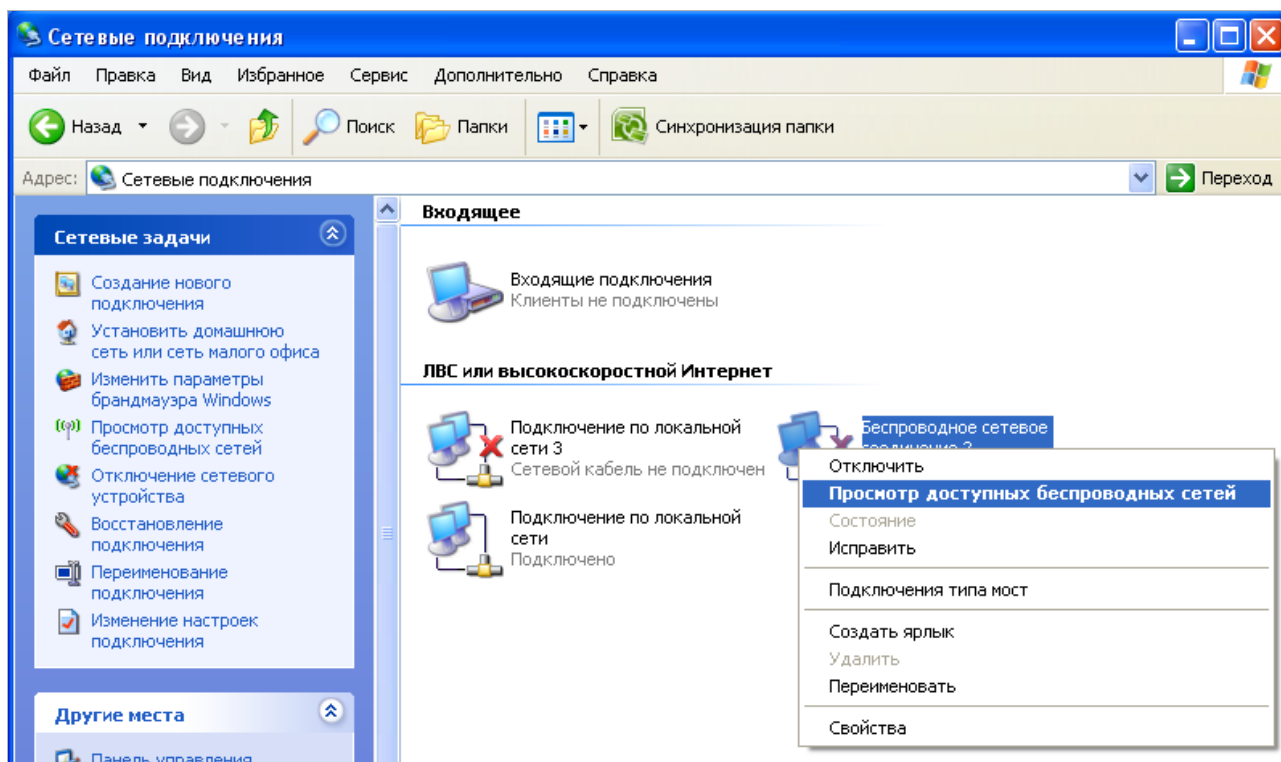 Сетевые подключения
Файл Правка Вид Избранное Сервис Дополнительно Справка
Назад Поиск Папки Синхронизация папки
Адрес: Сетевые подключения Переход
Сетевые задачи
Создание нового
подключения
Установить домашнюю
сеть или сеть малого офиса
Изменить параметры
брандмауэра Windows
Просмотр доступных
беспроводных сетей
Отключение сетевого
устройства
Восстановление
подключения
Переименование
подключения
Изменение настроек
подключения
Другие места
Панель управления
Входящее
Входящие подключения
Клиенты не подключены
ЛВС или высокоскоростной Интернет
Подключение по локальной
сети 3
Сетевой кабель не подключен
Беспроводное сетевое
соединение 2
Подключение по локальной
сети
Подключено
Отключить
Просмотр доступных беспроводных сетей
Состояние
Исправить
Подключения типа мост
Создать ярлык
Удалить
Переименовать
Свойства